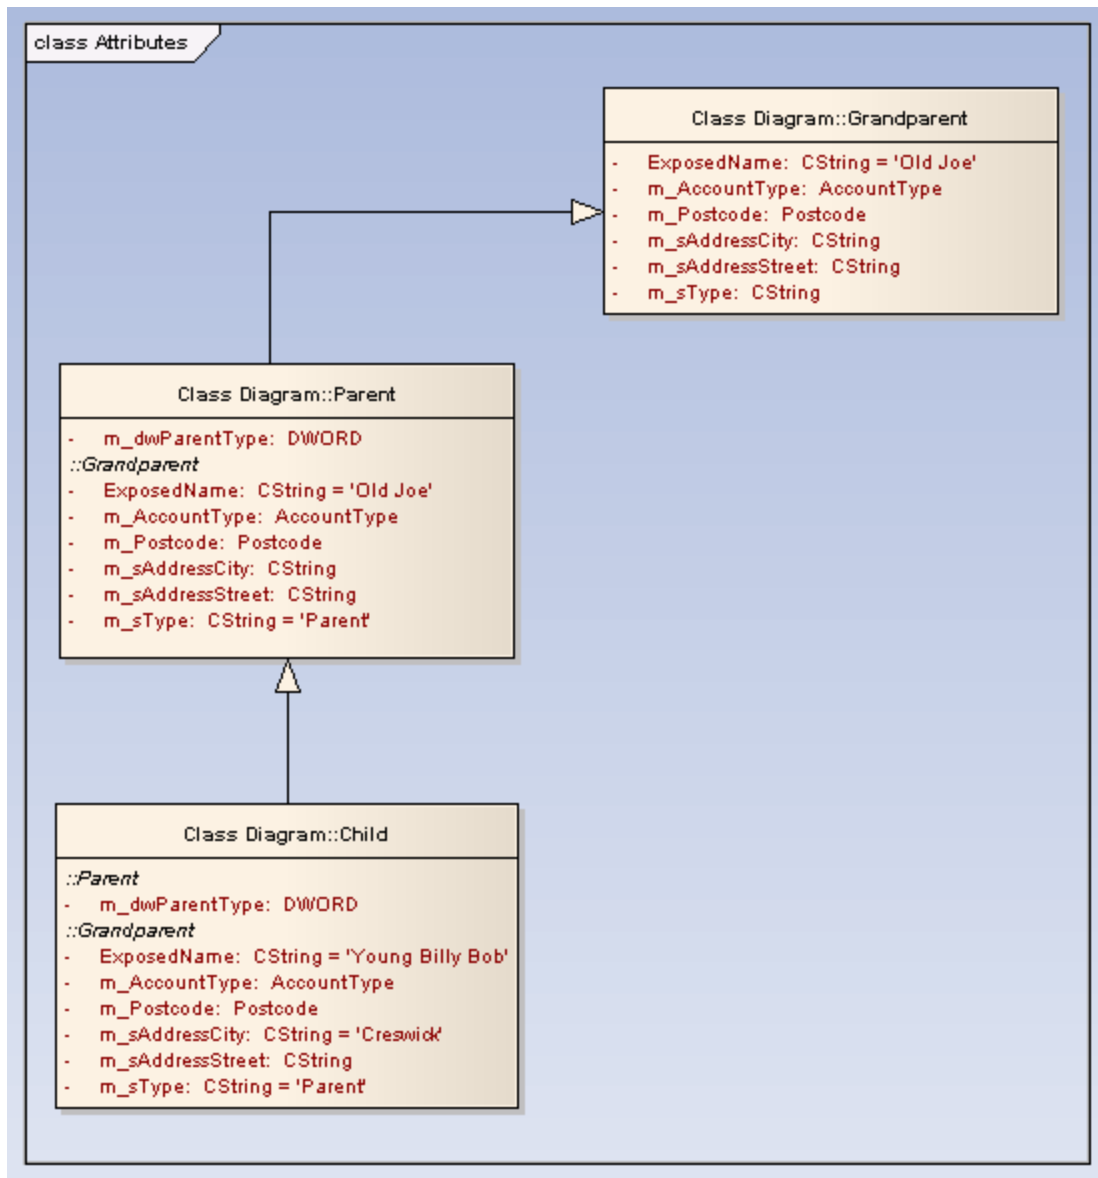 class Attributes
Class Diagram::Grandparent
- ExposedName: CString = 'Old Joe'
- m_AccountType: AccountType
- m_Postcode: Postcode
- m_sAddressCity: CString
- m_sAddressStreet: CString
- m_sType: CString
Class Diagram::Parent
- m_dwParentType: DWORD
::Grandparent
- ExposedName: CString = 'Old Joe'
- m_AccountType: AccountType
- m_Postcode: Postcode
- m_sAddressCity: CString
- m_sAddressStreet: CString
- m_sType: CString = 'Parent'
Class Diagram::Child
::Parent
- m_dwParentType: DWORD
::Grandparent
- ExposedName: CString = 'Young Billy Bob'
- m_AccountType: AccountType
- m_Postcode: Postcode
- m_sAddressCity: CString = 'Creswick'
- m_sAddressStreet: CString
- m_sType: CString = 'Parent'